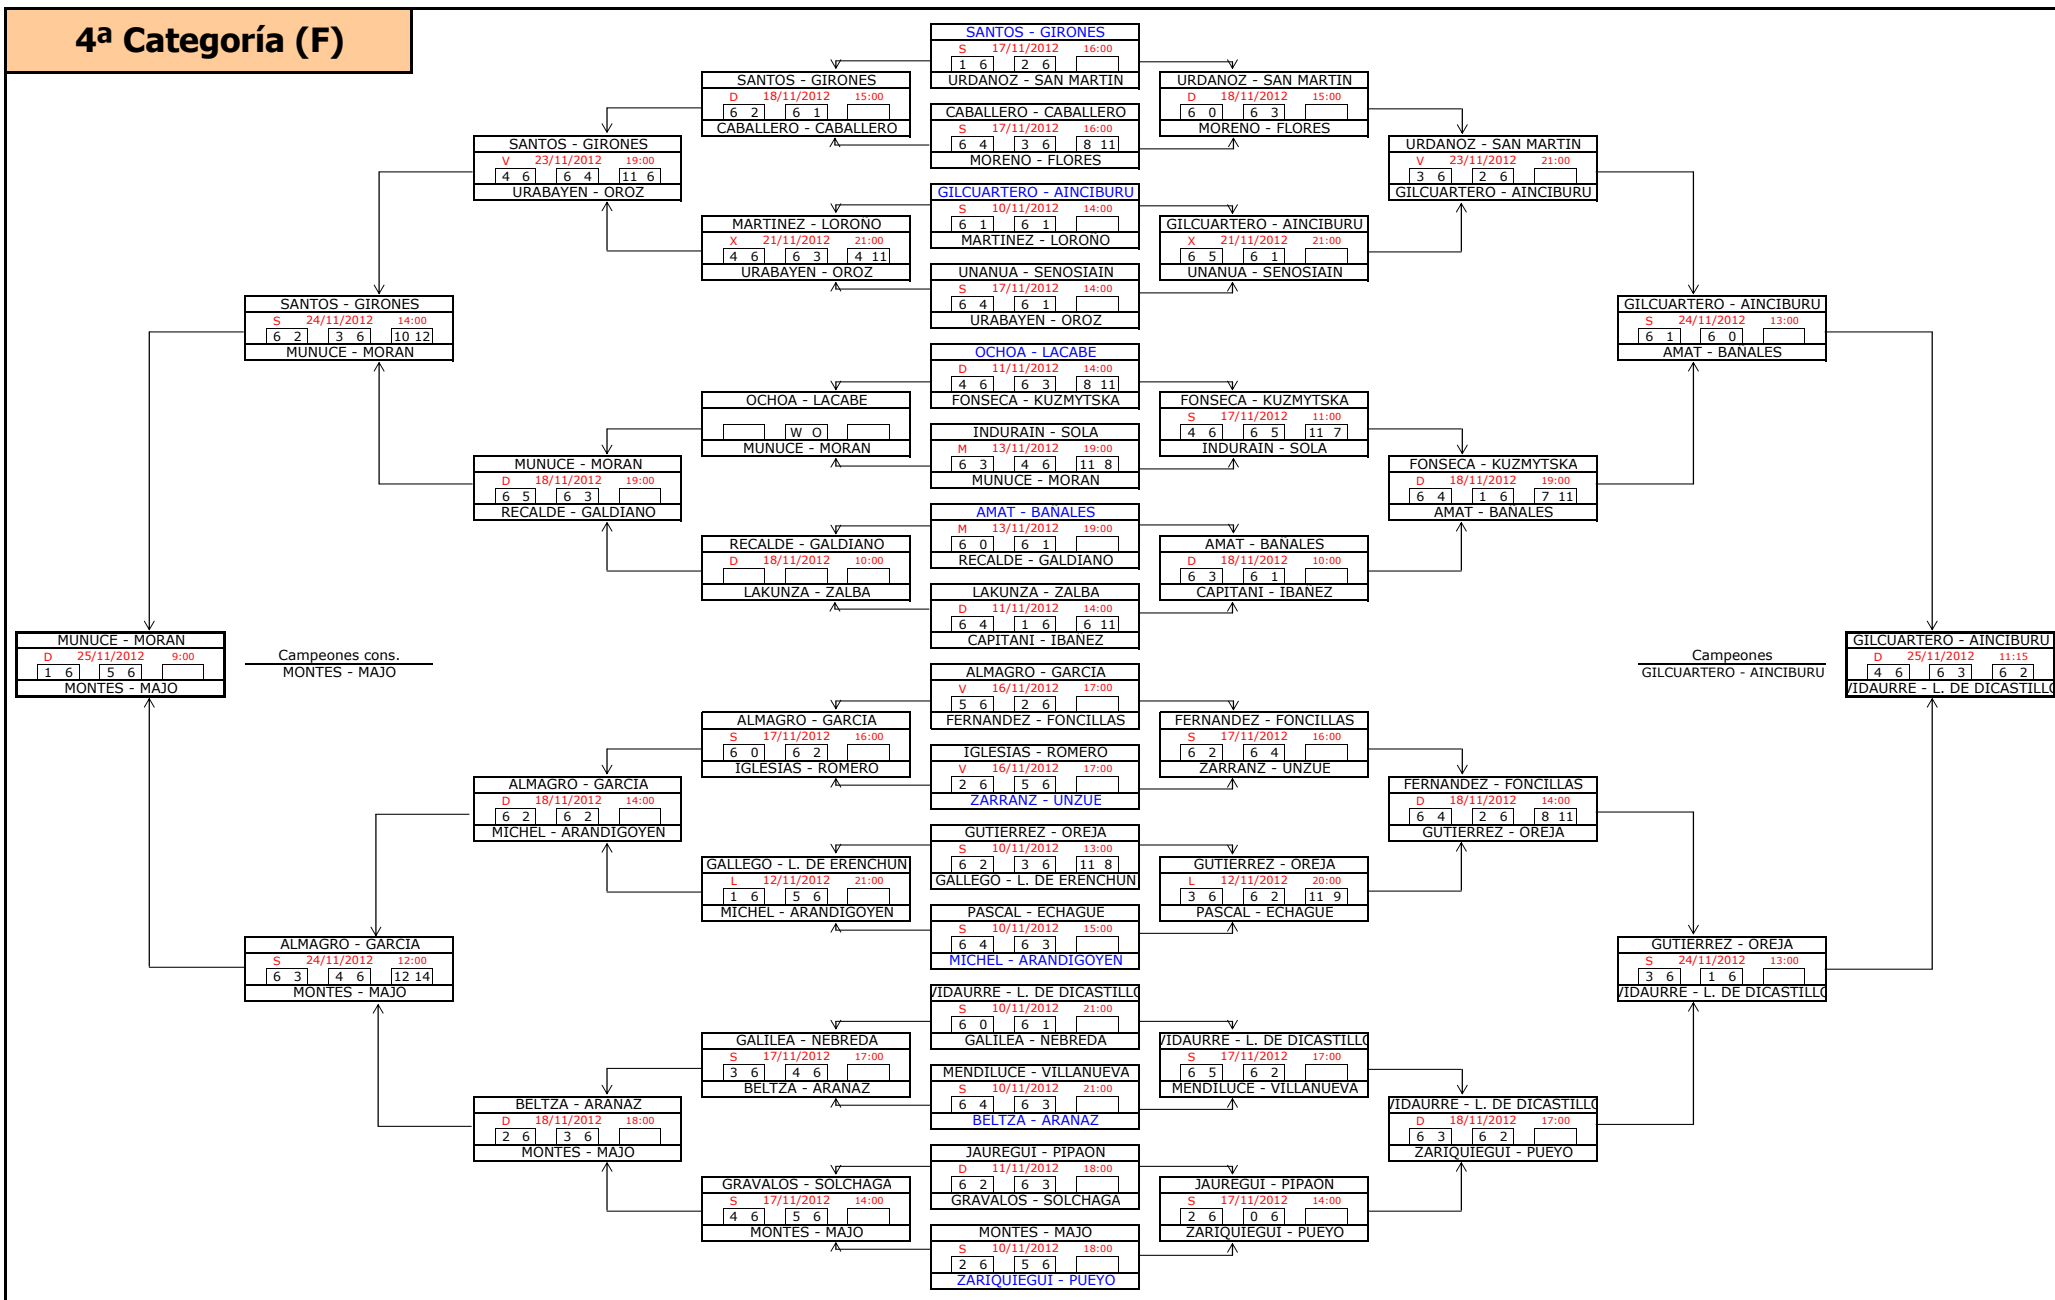 4ª Categoría (F)
SANTOS - GIRONES
S 17/11/2012 16:00
1 6 2 6
URDANOZ - SAN MARTIN
CABALLERO - CABALLERO
S 17/11/2012 16:00
6 4 3 6 8 11
MORENO - FLORES
GILCUARTERO - AINCIBURU
S 10/11/2012 14:00
6 1 6 1
MARTINEZ - LOROÑO
UNANUA - SENOSIAIN
S 17/11/2012 14:00
6 4 6 1
URABAYEN - OROZ
OCHOA - LACABE
D 11/11/2012 14:00
4 6 6 3 8 11
FONSECA - KUZMYTSKA
INDURAIN - SOLA
M 13/11/2012 19:00
6 3 4 6 11 8
MUNUCE - MORAN
AMAT - BAÑALES
M 13/11/2012 19:00
6 0 6 1
RECALDE - GALDIANO
LAKUNZA - ZALBA
D 11/11/2012 14:00
6 4 1 6 6 11
CAPITANI - IBAÑEZ
ALMAGRO - GARCIA
V 16/11/2012 17:00
5 6 2 6
FERNANDEZ - FONCILLAS
IGLESIAS - ROMERO
V 16/11/2012 17:00
2 6 5 6
ZARRANZ - UNZUE
GUTIERREZ - OREJA
S 10/11/2012 13:00
6 2 3 6 11 8
GALLEGO - L. DE ERENCHUN
PASCAL - ECHAGUE
S 10/11/2012 15:00
6 4 6 3
MICHEL - ARANDIGOYEN
VIDAURRE - L. DE DICASTILLO
S 10/11/2012 21:00
6 0 6 1
GALILEA - NEBREDA
MENDILUCE - VILLANUEVA
S 10/11/2012 21:00
6 4 6 3
BELTZA - ARANAZ
JAUREGUI - PIPAON
D 11/11/2012 18:00
6 2 6 3
GRAVALOS - SOLCHAGA
MONTES - MAJO
S 10/11/2012 18:00
2 6 5 6
ZARIQUIEGUI - PUEYO
SANTOS - GIRONES
D 18/11/2012 15:00
6 2 6 1
CABALLERO - CABALLERO
MARTINEZ - LOROÑO
X 21/11/2012 21:00
4 6 6 3 4 11
URABAYEN - OROZ
OCHOA - LACABE
W O
MUNUCE - MORAN
RECALDE - GALDIANO
D 18/11/2012 10:00
LAKUNZA - ZALBA
ALMAGRO - GARCIA
S 17/11/2012 16:00
6 0 6 2
IGLESIAS - ROMERO
GALLEGO - L. DE ERENCHUN
L 12/11/2012 21:00
1 6 5 6
MICHEL - ARANDIGOYEN
GALILEA - NEBREDA
S 17/11/2012 17:00
3 6 4 6
BELTZA - ARANAZ
GRAVALOS - SOLCHAGA
S 17/11/2012 14:00
4 6 5 6
MONTES - MAJO
SANTOS - GIRONES
V 23/11/2012 19:00
4 6 6 4 11 6
URABAYEN - OROZ
MUNUCE - MORAN
D 18/11/2012 19:00
6 5 6 3
RECALDE - GALDIANO
ALMAGRO - GARCIA
D 18/11/2012 14:00
6 2 6 2
MICHEL - ARANDIGOYEN
BELTZA - ARANAZ
D 18/11/2012 18:00
2 6 3 6
MONTES - MAJO
SANTOS - GIRONES
S 24/11/2012 14:00
6 2 3 6 10 12
MUNUCE - MORAN
ALMAGRO - GARCIA
S 24/11/2012 12:00
6 3 4 6 12 14
MONTES - MAJO
MUNUCE - MORAN
D 25/11/2012 9:00
1 6 5 6
MONTES - MAJO
Campeones cons.
MONTES - MAJO
URDANOZ - SAN MARTIN
D 18/11/2012 15:00
6 0 6 3
MORENO - FLORES
GILCUARTERO - AINCIBURU
X 21/11/2012 21:00
6 5 6 1
UNANUA - SENOSIAIN
FONSECA - KUZMYTSKA
S 17/11/2012 11:00
4 6 6 5 11 7
INDURAIN - SOLA
AMAT - BAÑALES
D 18/11/2012 10:00
6 3 6 1
CAPITANI - IBAÑEZ
FERNANDEZ - FONCILLAS
S 17/11/2012 16:00
6 2 6 4
ZARRANZ - UNZUE
GUTIERREZ - OREJA
L 12/11/2012 20:00
3 6 6 2 11 9
PASCAL - ECHAGUE
VIDAURRE - L. DE DICASTILLO
S 17/11/2012 17:00
6 5 6 2
MENDILUCE - VILLANUEVA
JAUREGUI - PIPAON
S 17/11/2012 14:00
2 6 0 6
ZARIQUIEGUI - PUEYO
URDANOZ - SAN MARTIN
V 23/11/2012 21:00
3 6 2 6
GILCUARTERO - AINCIBURU
FONSECA - KUZMYTSKA
D 18/11/2012 19:00
6 4 1 6 7 11
AMAT - BAÑALES
FERNANDEZ - FONCILLAS
D 18/11/2012 14:00
6 4 2 6 8 11
GUTIERREZ - OREJA
VIDAURRE - L. DE DICASTILLO
D 18/11/2012 17:00
6 3 6 2
ZARIQUIEGUI - PUEYO
GILCUARTERO - AINCIBURU
S 24/11/2012 13:00
6 1 6 0
AMAT - BAÑALES
GUTIERREZ - OREJA
S 24/11/2012 13:00
3 6 1 6
VIDAURRE - L. DE DICASTILLO
Campeones
GILCUARTERO - AINCIBURU
GILCUARTERO - AINCIBURU
D 25/11/2012 11:15
4 6 6 3 6 2
VIDAURRE - L. DE DICASTILLO